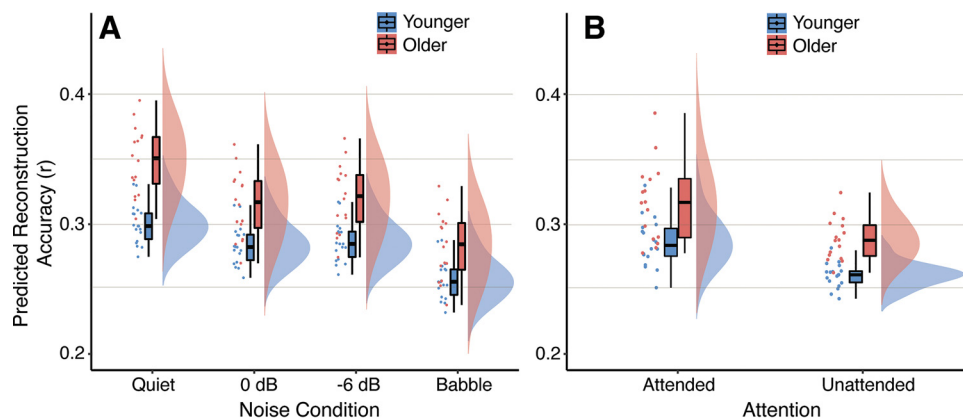 A
Younger
Older
Predicted Reconstruction
Accuracy (r)
0.4
0.3
0.2
Quiet
0 dB
-6 dB
Babble
Noise Condition
B
Younger
Older
0.4
0.3
0.2
Attended
Unattended
Attention